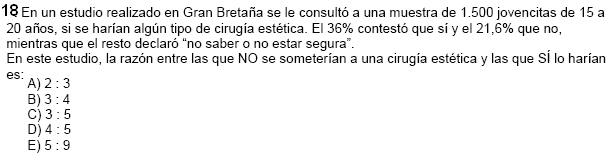 18 En un estudio realizado en Gran Bretaña se le consultó a una muestra de 1.500 jovencitas de 15 a
20 años, si se harían algún tipo de cirugía estética. El 36% contestó que sí y el 21,6% que no,
mientras que el resto declaró “no saber o no estar segura”.
En este estudio, la razón entre las que NO se someterían a una cirugía estética y las que SÍ lo harían
es:
A) 2 : 3
B) 3 : 4
C) 3 : 5
D) 4 : 5
E) 5 : 9